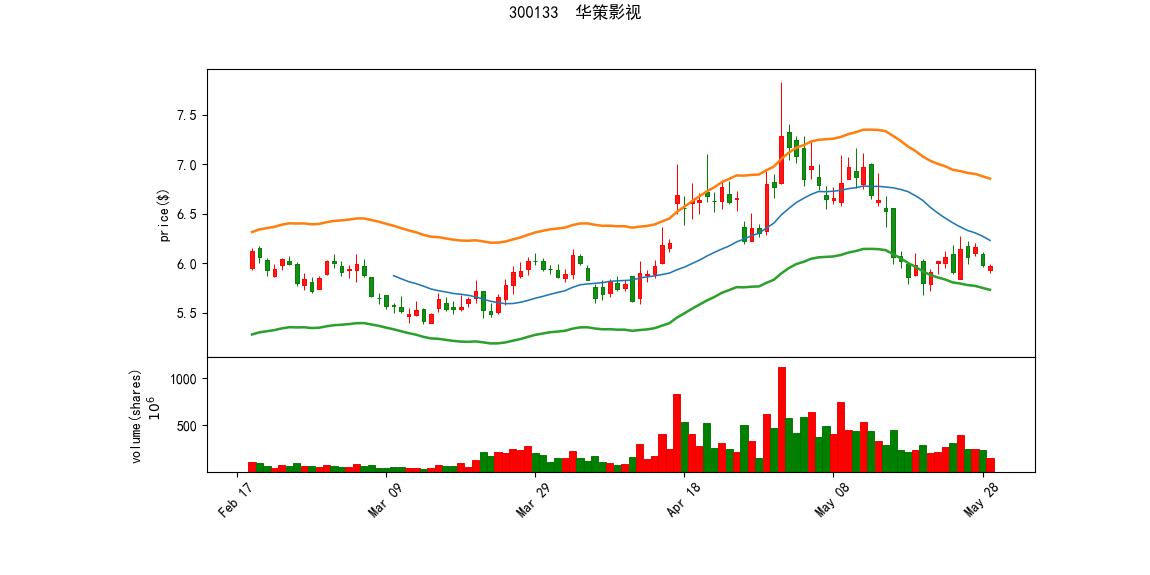 300133  华策影视
price($)
7.5
7.0
6.5
6.0
5.5
volume(shares)
10^6
1000
500
Feb 17
Mar 09
Mar 29
Apr 18
May 08
May 28